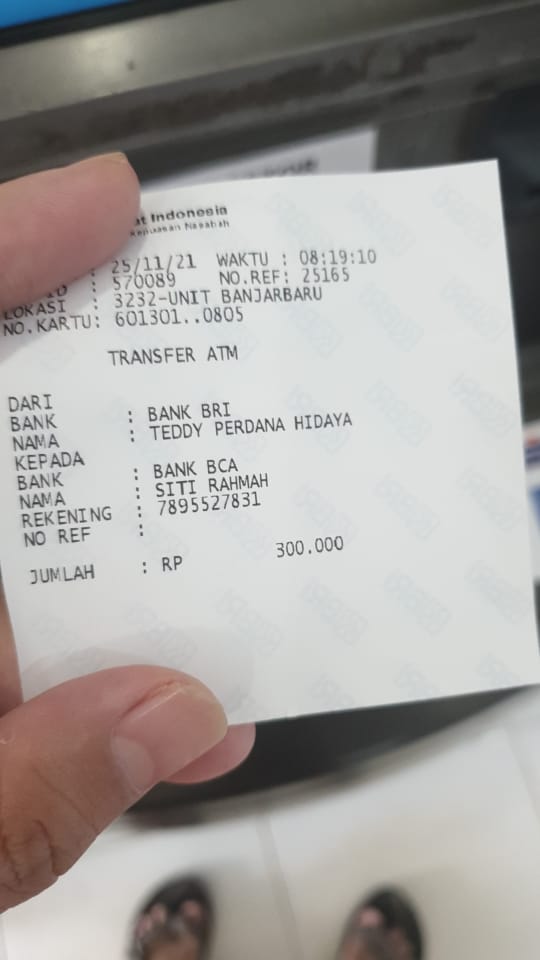 at Indonesia
Kepuasan Nasabah
: 25/11/21 WAKTU : 08:19:10
ID : 570089 NO.REF: 25165
LOKASI : 3232-UNIT BANJARBARU
NO.KARTU: 601301..0805
TRANSFER ATM
DARI
BANK : BANK BRI
NAMA : TEDDY PERDANA HIDAYA
KEPADA
BANK : BANK BCA
NAMA : SITI RAHMAH
REKENING : 7895527831
NO REF :
JUMLAH : RP 300.000